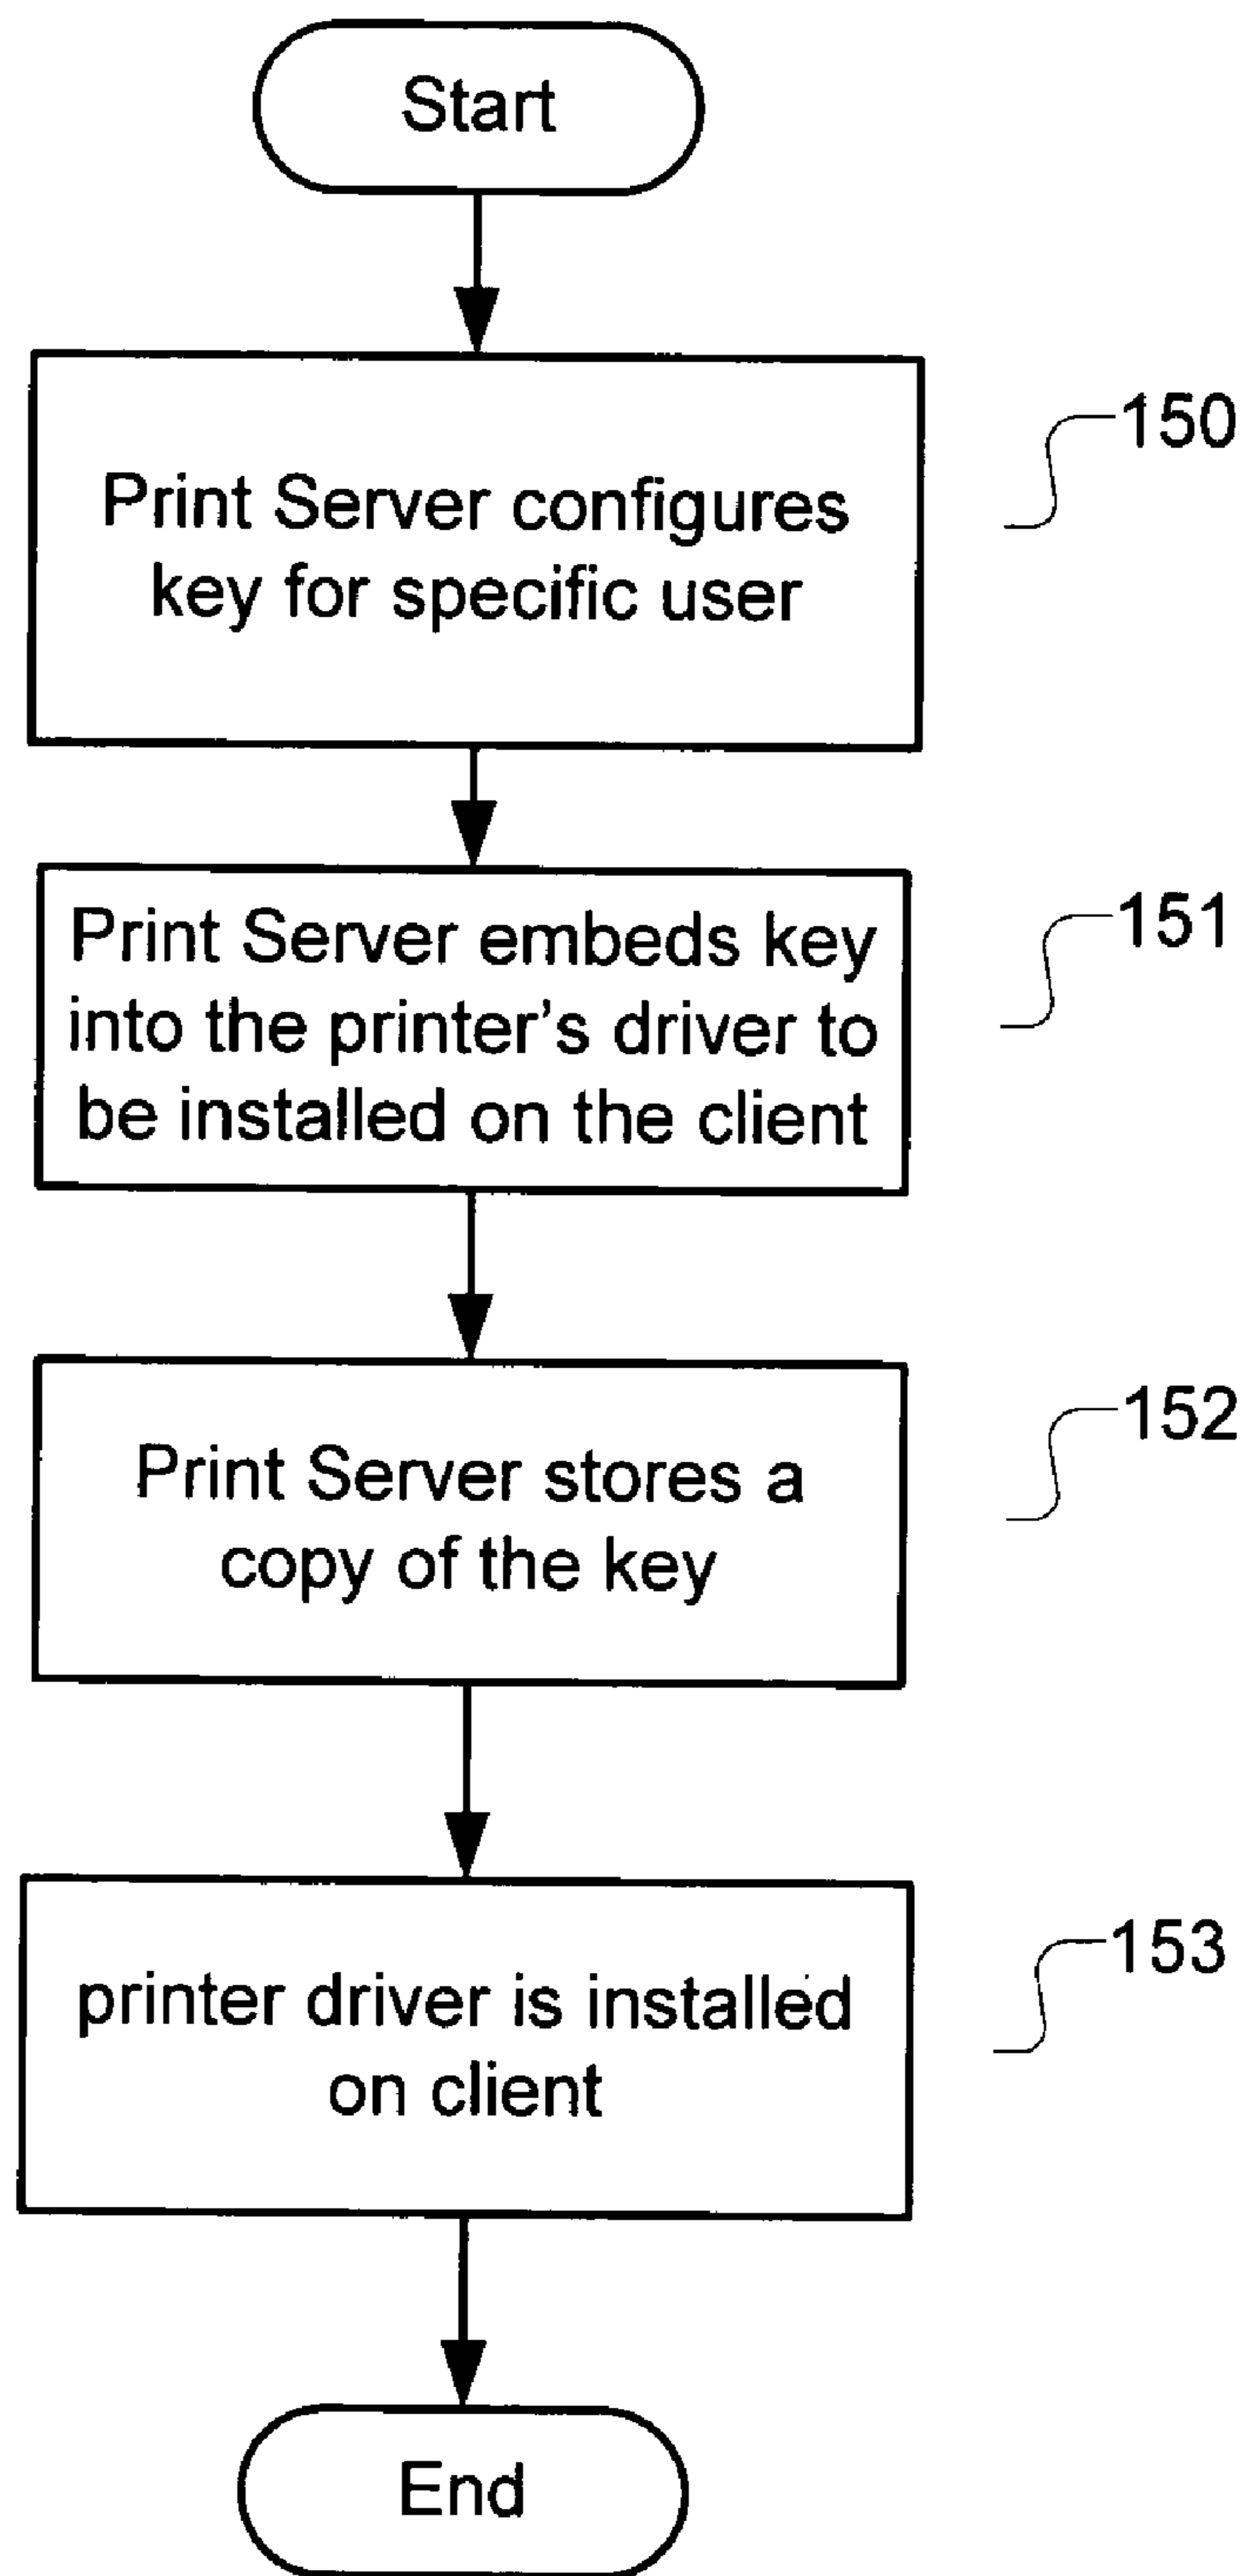 Start
150
Print Server configures
key for specific user
151
Print Server embeds key
into the printer's driver to
be installed on the client
152
Print Server stores a
copy of the key
153
printer driver is installed
on client
End